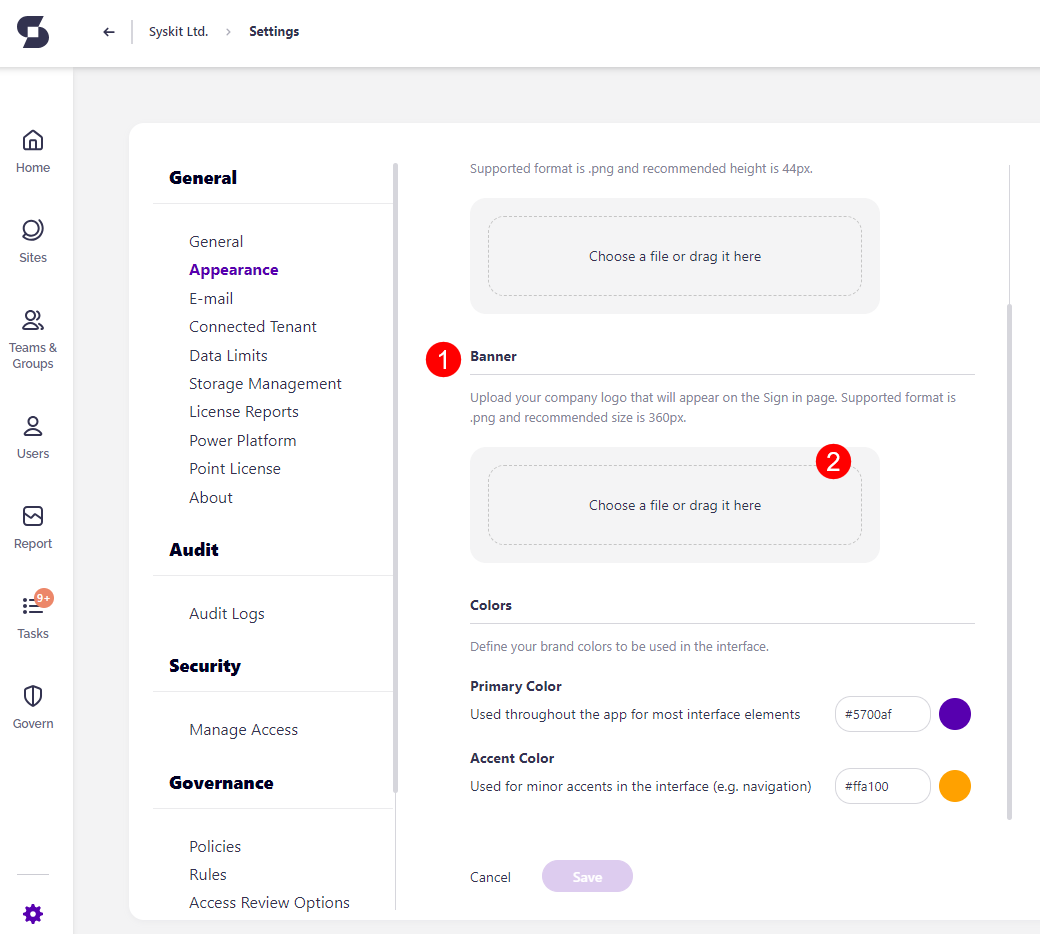 Syskit Ltd.
Settings
Home
Sites
Teams &
Groups
Users
Report
9+
Tasks
Govern
General
General
Appearance
E-mail
Connected Tenant
Data Limits
Storage Management
License Reports
Power Platform
Point License
About
Audit
Audit Logs
Security
Manage Access
Governance
Policies
Rules
Access Review Options
Supported format is .png and recommended height is 44px.
Choose a file or drag it here
1
Banner
Upload your company logo that will appear on the Sign in page. Supported format is
.png and recommended size is 360px.
2
Choose a file or drag it here
Colors
Define your brand colors to be used in the interface.
Primary Color
Used throughout the app for most interface elements
#5700af
Accent Color
Used for minor accents in the interface (e.g. navigation)
#ffa100
Cancel
Save